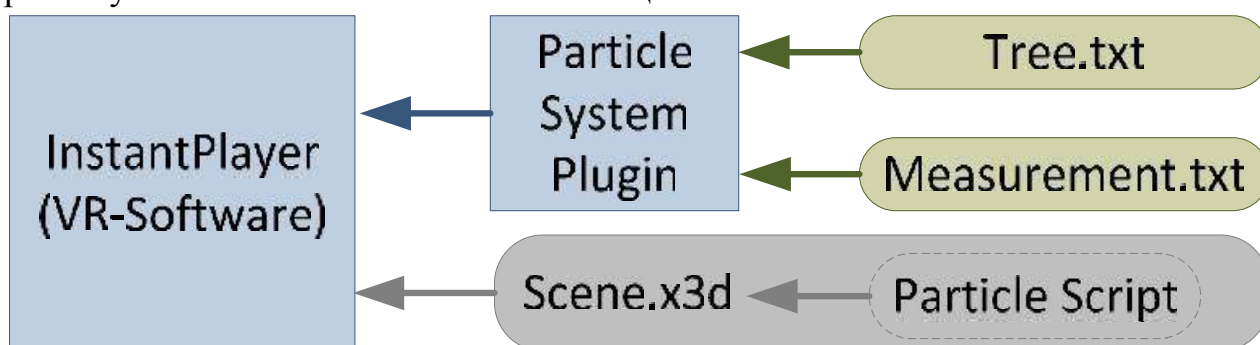 InstantPlayer
(VR-Software)
Particle
System
Plugin
Tree.txt
Measurement.txt
Scene.x3d
Particle Script